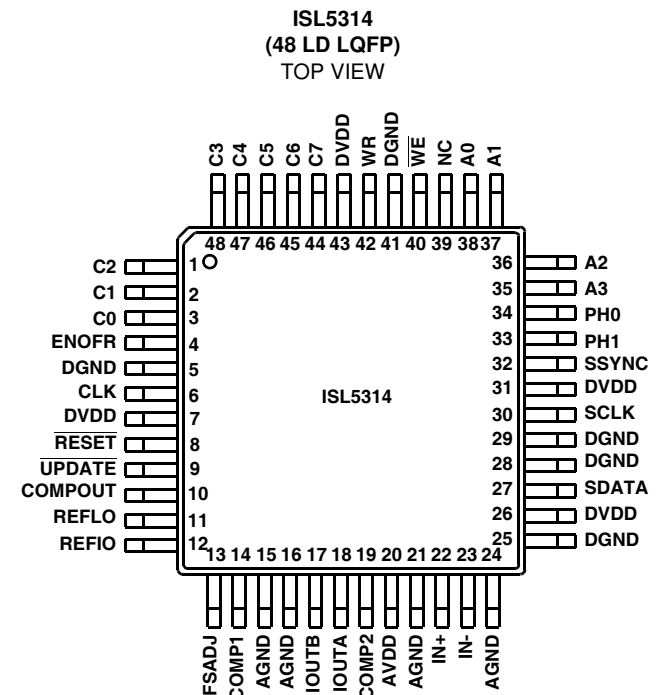 ISL5314
(48 LD LQFP)
TOP VIEW
C3 C4 C5 C6 C7 DVDD WR DGND WE NC A0 A1
48 47 46 45 44 43 42 41 40 39 38 37
C2 1 36 A2
C1 2 35 A3
C0 3 34 PH0
ENOFR 4 33 PH1
DGND 5 32 SSYNC
CLK 6 31 DVDD
ISL5314
DVDD 7 30 SCLK
RESET 8 29 DGND
UPDATE 9 28 DGND
COMPOUT 10 27 SDATA
REFLO 11 26 DVDD
REFIO 12 25 DGND
13 14 15 16 17 18 19 20 21 22 23 24
FSADJ COMP1 AGND AGND IOUTB IOUTA COMP2 AVDD AGND IN+ IN- AGND